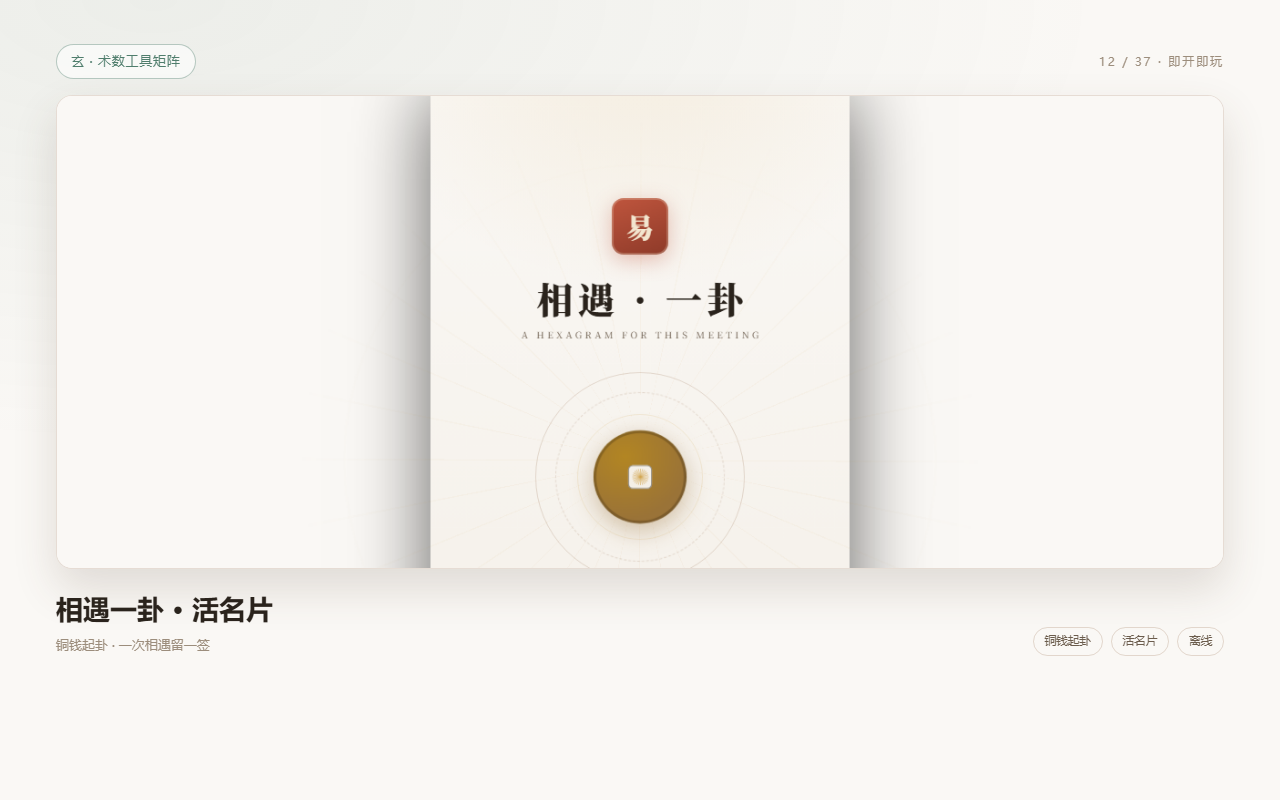 玄 · 术数工具矩阵
12 / 37 · 即开即玩
易
相遇 · 一卦
A HEXAGRAM FOR THIS MEETING
相遇一卦 · 活名片
铜钱起卦 · 一次相遇留一签
铜钱起卦
活名片
离线